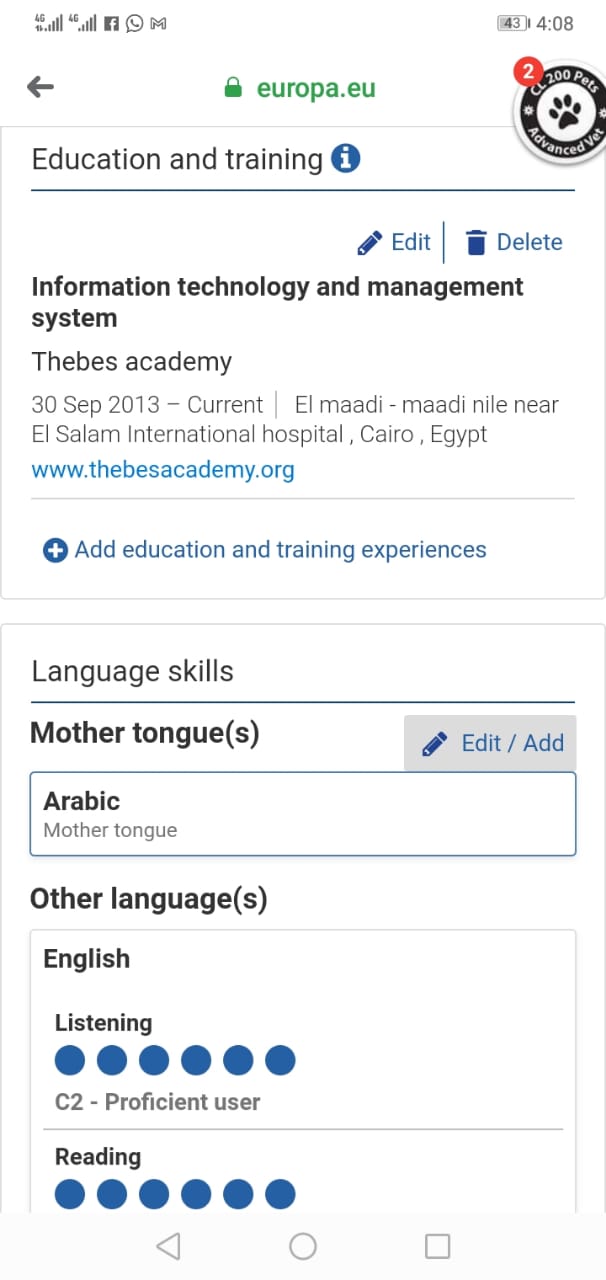 4G 4G 43 4:08
europa.eu
2
CL 200 Pets
Advanced Vet
Education and training
Edit Delete
Information technology and management
system
Thebes academy
30 Sep 2013 – Current | El maadi - maadi nile near
El Salam International hospital , Cairo , Egypt
www.thebesacademy.org
Add education and training experiences
Language skills
Mother tongue(s)
Edit / Add
Arabic
Mother tongue
Other language(s)
English
Listening
C2 - Proficient user
Reading